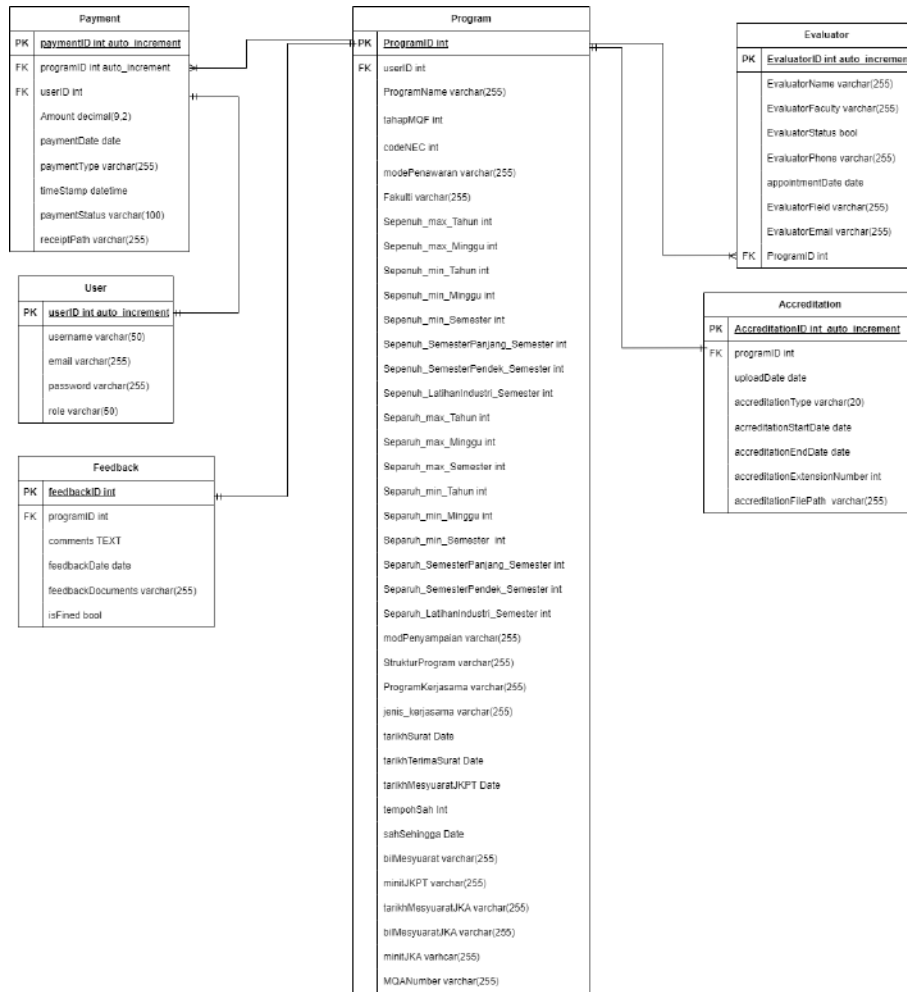 Payment
PK paymentID int auto_increment
FK programID int auto_increment
FK userID int
Amount decimal(9,2)
paymentDate date
paymentType varchar(255)
timeStamp datetime
paymentStatus varchar(100)
receiptPath varchar(255)
User
PK userID int auto_increment
username varchar(50)
email varchar(255)
password varchar(255)
role varchar(50)
Feedback
PK feedbackID int
FK programID int
comments TEXT
feedbackDate date
feedbackDocuments varchar(255)
isFined bool
Program
PK ProgramID int
FK userID int
ProgramName varchar(255)
tahapMQF int
codeNEC int
modePenawaran varchar(255)
Fakulti varchar(255)
Sepenuh_max_Tahun int
Sepenuh_max_Minggu int
Sepenuh_min_Tahun int
Sepenuh_min_Minggu int
Sepenuh_min_Semester int
Sepenuh_SemesterPanjang_Semester int
Sepenuh_SemesterPendek_Semester int
Sepenuh_LatihanIndustri_Semester int
Separuh_max_Tahun int
Separuh_max_Minggu int
Separuh_max_Semester int
Separuh_min_Tahun int
Separuh_min_Minggu int
Separuh_min_Semester int
Separuh_SemesterPanjang_Semester int
Separuh_SemesterPendek_Semester int
Separuh_LatihanIndustri_Semester int
modPenyampaian varchar(255)
StrukturProgram varchar(255)
ProgramKerjasama varchar(255)
jenis_kerjasama varchar(255)
tarikhSurat Date
tarikhTerimaSurat Date
tarikhMesyuaratJKPT Date
tempohSah Int
sahSehingga Date
bilMesyuarat varchar(255)
minitJKPT varchar(255)
tarikhMesyuaratJKA varchar(255)
bilMesyuaratJKA varchar(255)
minitJKA varhcar(255)
MQANumber varchar(255)
Evaluator
PK EvaluatorID int auto_incremen
EvaluatorName varchar(255)
EvaluatorFaculty varchar(255)
EvaluatorStatus bool
EvaluatorPhone varchar(255)
appointmentDate date
EvaluatorField varchar(255)
EvaluatorEmail varchar(255)
FK ProgramID int
Accreditation
PK AccreditationID int auto_increment
FK programID int
uploadDate date
accreditationType varchar(20)
acrreditationStartDate date
accreditationEndDate date
accreditationExtensionNumber int
accreditationFilePath varchar(255)